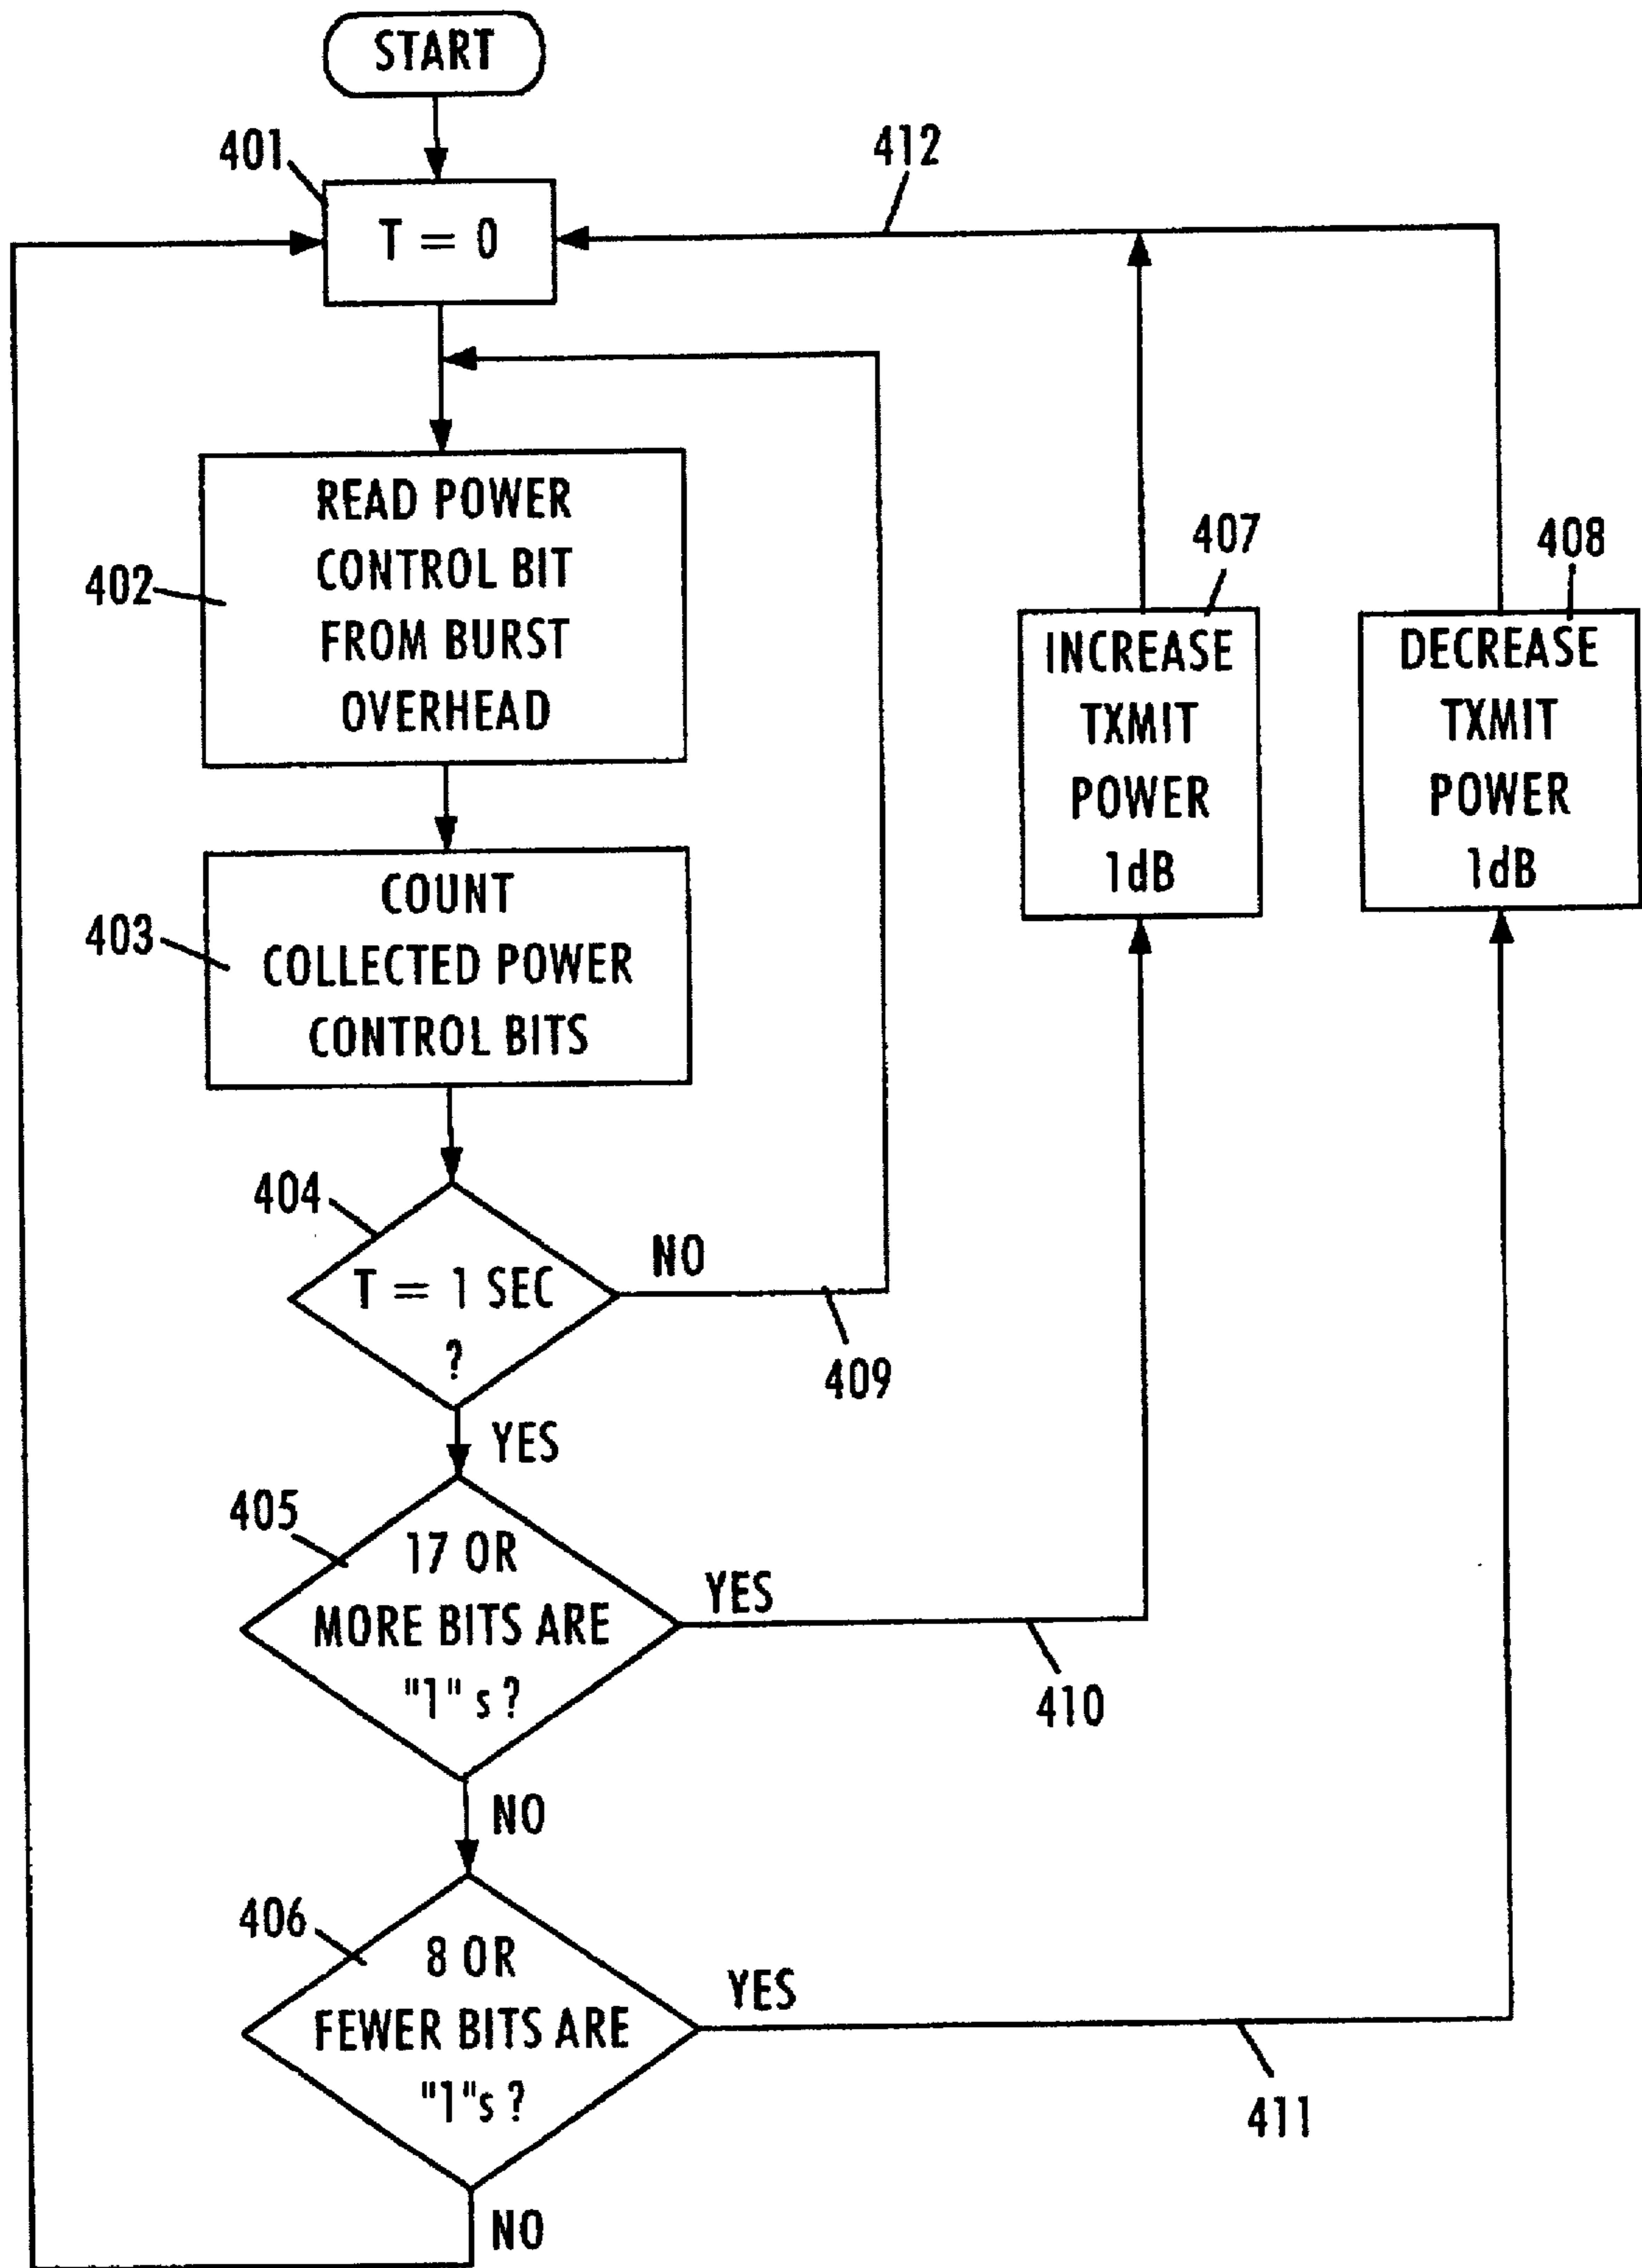 START
401
T = 0
412
READ POWER
CONTROL BIT
FROM BURST
OVERHEAD
402
407
INCREASE
TXMIT
POWER
1dB
408
DECREASE
TXMIT
POWER
1dB
COUNT
COLLECTED POWER
CONTROL BITS
403
404
T = 1 SEC
?
NO
409
YES
405
17 OR
MORE BITS ARE
"1" s ?
YES
410
NO
406
8 OR
FEWER BITS ARE
"1"s ?
YES
411
NO